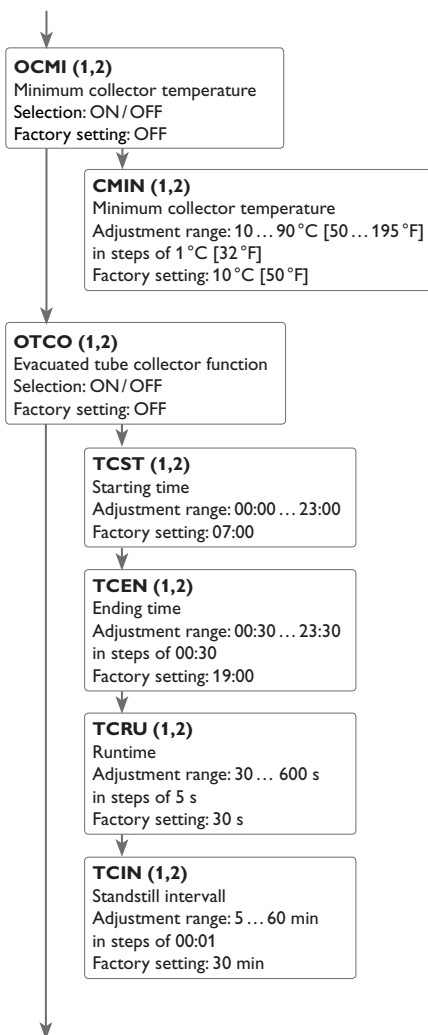 OCMI (1,2)
Minimum collector temperature
Selection: ON / OFF
Factory setting: OFF
CMIN (1,2)
Minimum collector temperature
Adjustment range: 10 … 90 °C [50 … 195 °F]
in steps of 1 °C [32 °F]
Factory setting: 10 °C [50 °F]
OTCO (1,2)
Evacuated tube collector function
Selection: ON / OFF
Factory setting: OFF
TCST (1,2)
Starting time
Adjustment range: 00:00 … 23:00
Factory setting: 07:00
TCEN (1,2)
Ending time
Adjustment range: 00:30 … 23:30
in steps of 00:30
Factory setting: 19:00
TCRU (1,2)
Runtime
Adjustment range: 30 … 600 s
in steps of 5 s
Factory setting: 30 s
TCIN (1,2)
Standstill intervall
Adjustment range: 5 … 60 min
in steps of 00:01
Factory setting: 30 min